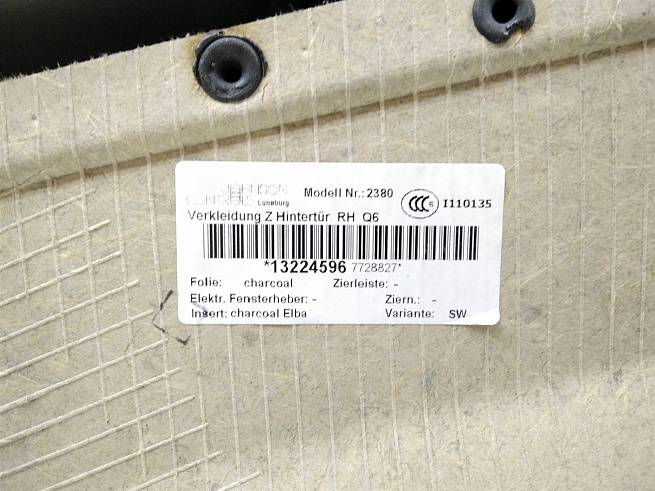 JOHNSON
CONTROLS Lüneburg
Modell Nr.: 2380
CCC S I110135
Verkleidung Z Hintertür RH Q6
*13224596 7728827*
Folie: charcoal Zierleiste: -
Elektr. Fensterheber: - Ziern.: -
Insert: charcoal Elba Variante: SW